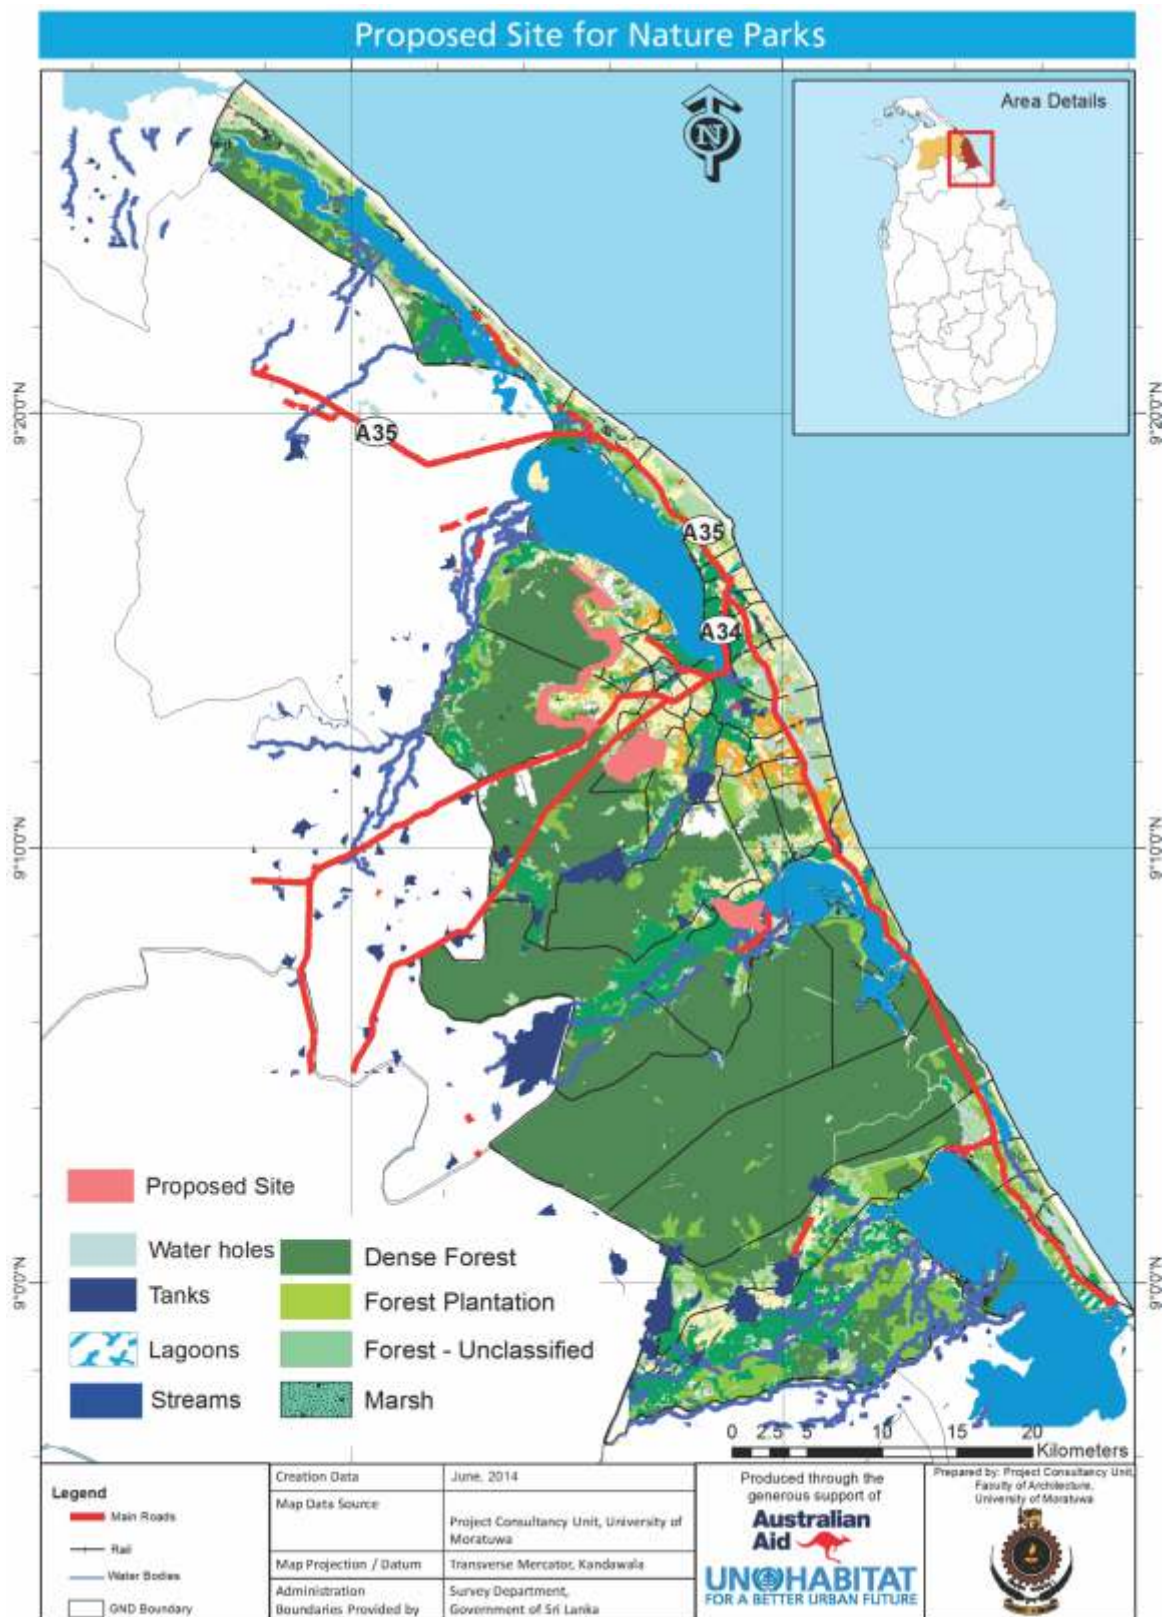 Proposed Site for Nature Parks
Area Details
N
9°20'0"N
9°20'0"N
A35
A35
A34
9°10'0"N
9°10'0"N
9°0'0"N
9°0'0"N
Proposed Site
Water holes
Tanks
Lagoons
Streams
Dense Forest
Forest Plantation
Forest - Unclassified
Marsh
0 2.5 5 10 15 20
Kilometers
Legend
Main Roads
Rail
Water Bodies
GND Boundary
Creation Data
June, 2014
Map Data Source
Project Consultancy Unit, University of
Moratuwa
Map Projection / Datum
Transverse Mercator, Kandawala
Administration
Boundaries Provided by
Survey Department,
Government of Sri Lanka
Produced through the
generous support of
Australian
Aid
UN HABITAT
FOR A BETTER URBAN FUTURE
Prepared by: Project Consultancy Unit,
Faculty of Architecture,
University of Moratuwa